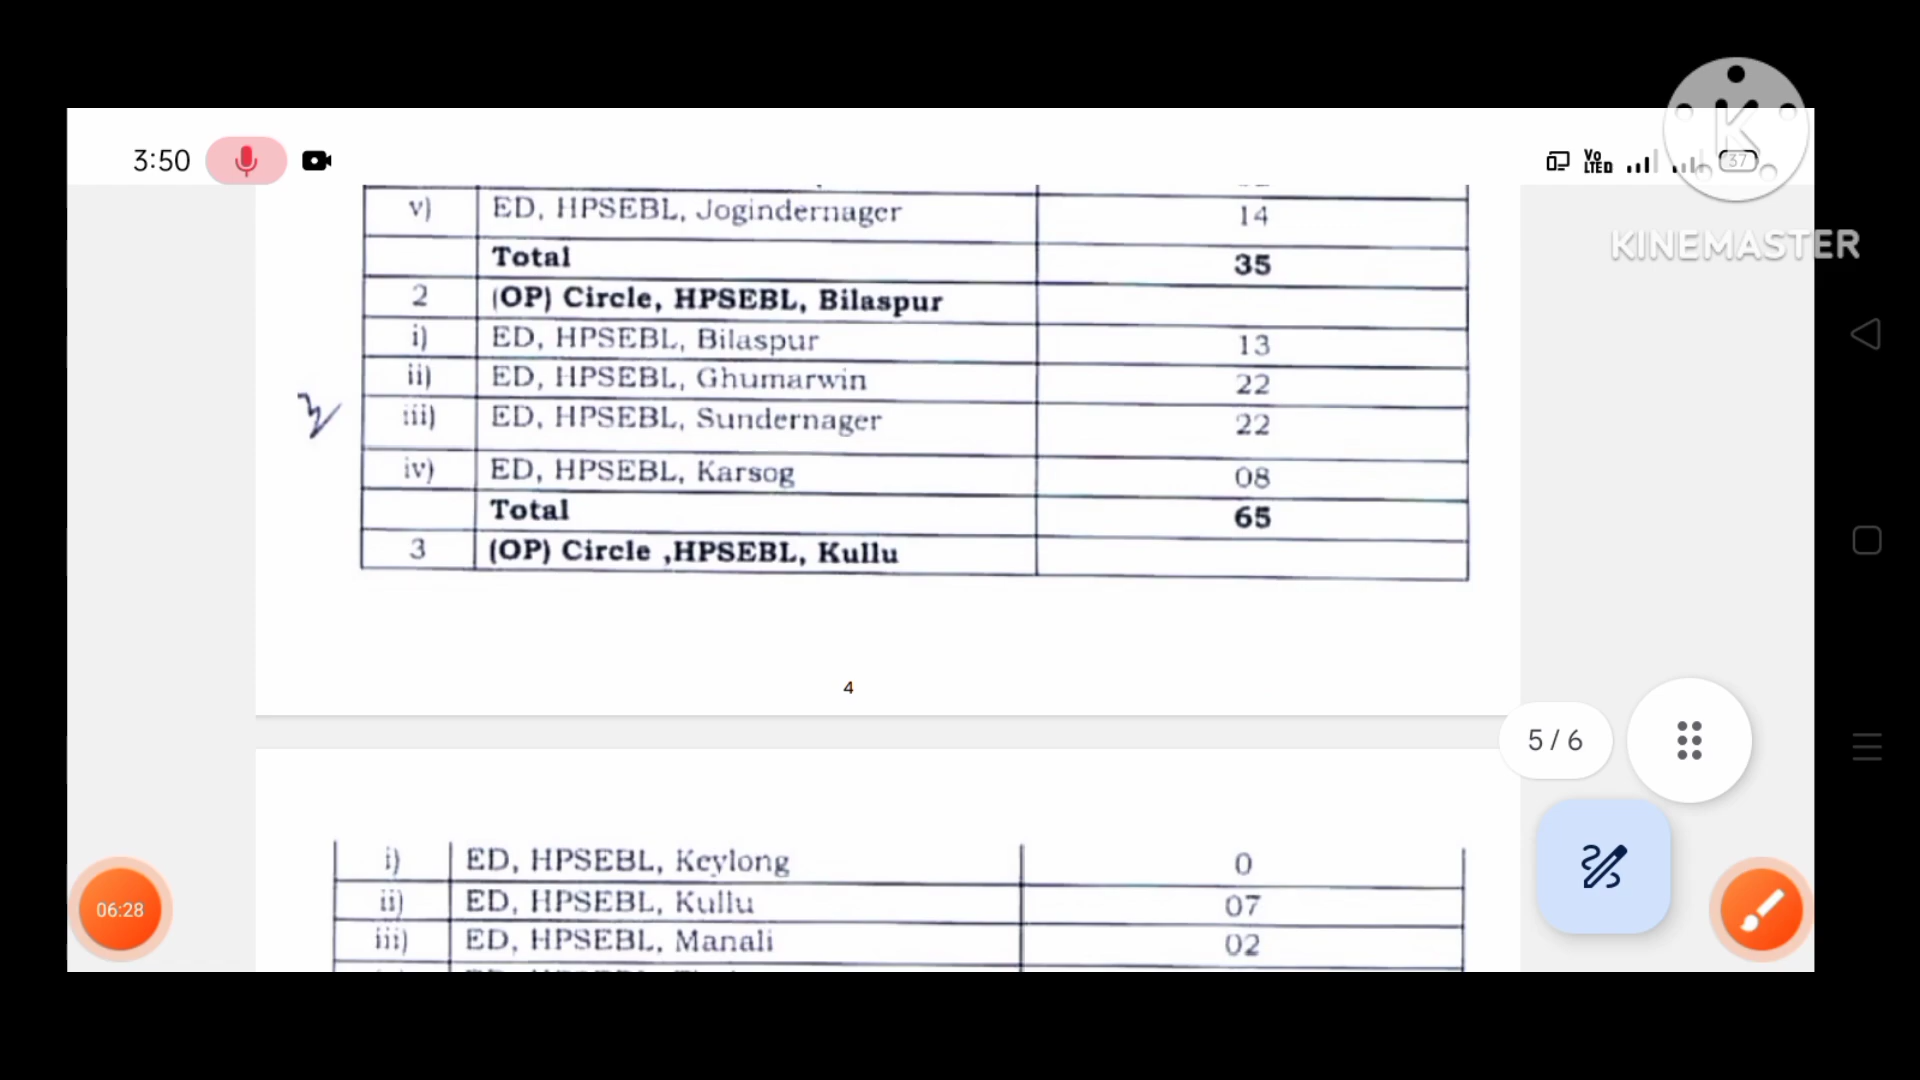 3:50
Vo
LTED
37
K
KINEMASTER
v) ED, HPSEBL, Jogindernager 14
Total 35
2 (OP) Circle, HPSEBL, Bilaspur
i) ED, HPSEBL, Bilaspur 13
ii) ED, HPSEBL, Ghumarwin 22
iii) ED, HPSEBL, Sundernager 22
iv) ED, HPSEBL, Karsog 08
Total 65
3 (OP) Circle ,HPSEBL, Kullu
4
5 / 6
i) ED, HPSEBL, Keylong 0
ii) ED, HPSEBL, Kullu 07
iii) ED, HPSEBL, Manali 02
06:28